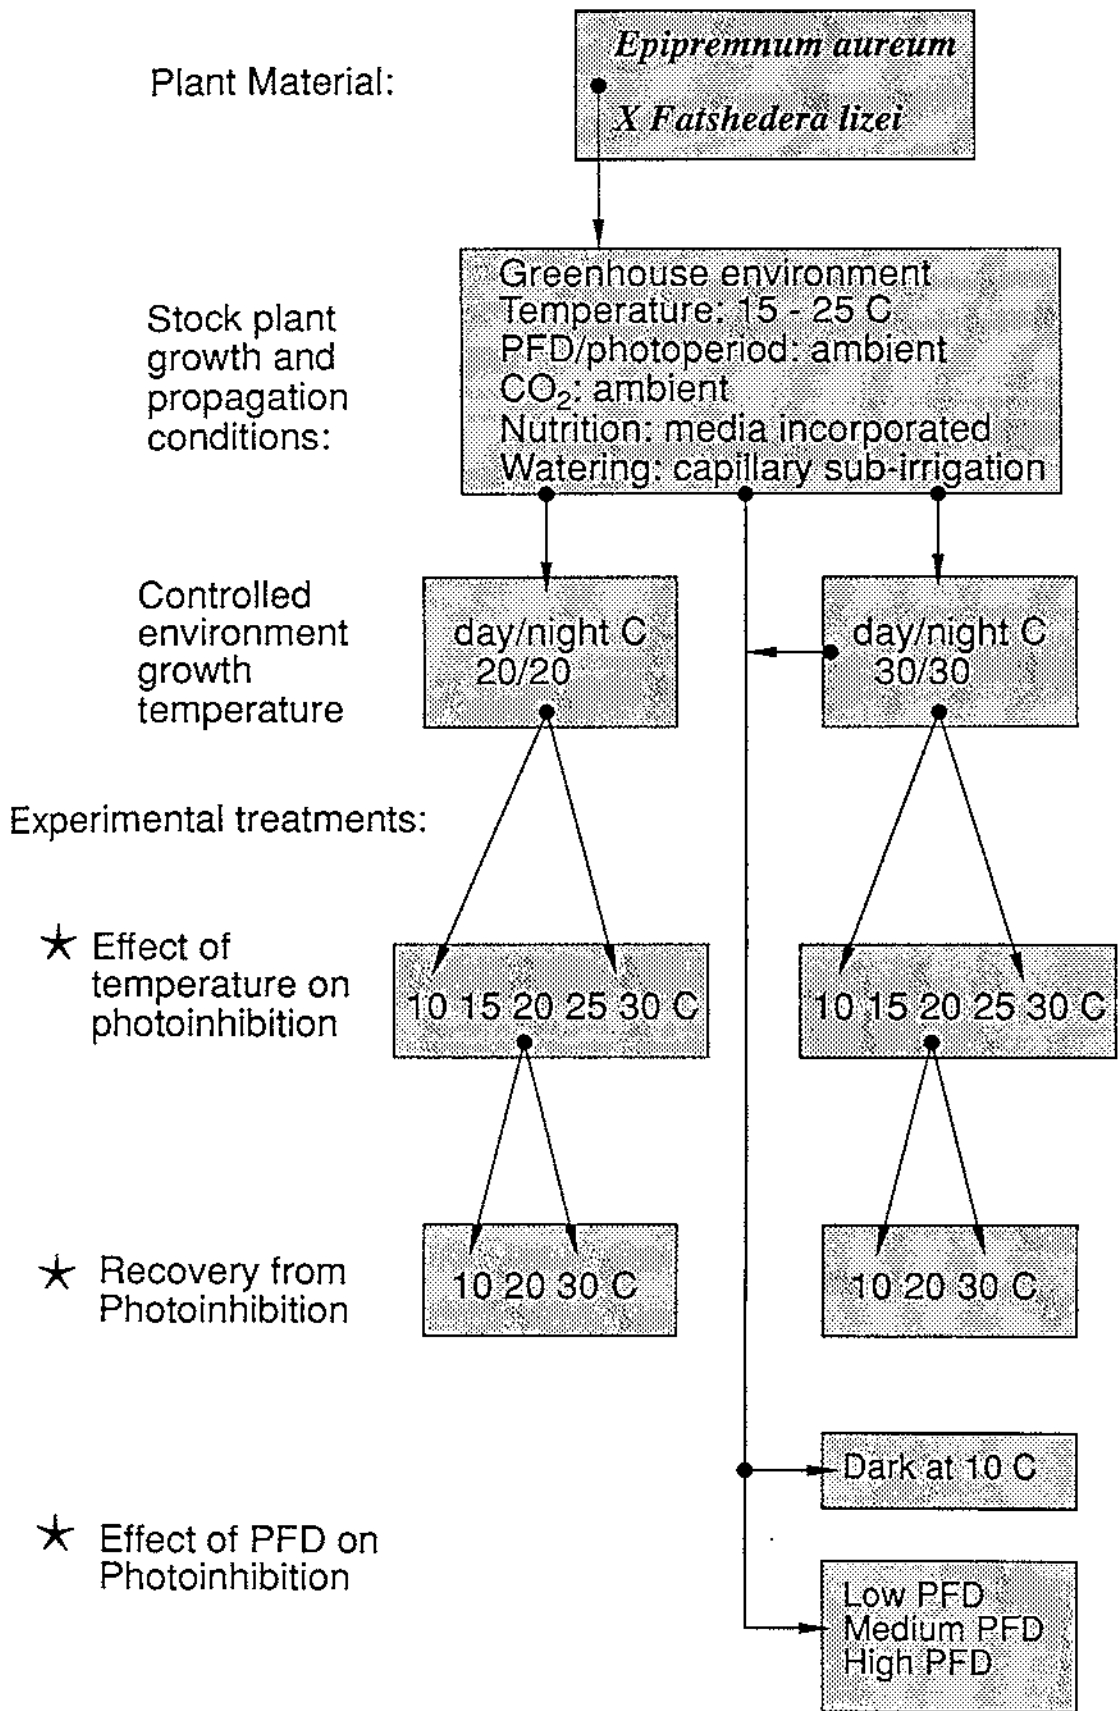 Plant Material:
Epipremnum aureum
X Fatshedera lizei
Stock plant
growth and
propagation
conditions:
Greenhouse environment
Temperature: 15 - 25 C
PFD/photoperiod: ambient
CO₂: ambient
Nutrition: media incorporated
Watering: capillary sub-irrigation
Controlled
environment
growth
temperature
day/night C
20/20
day/night C
30/30
Experimental treatments:
★ Effect of
temperature on
photoinhibition
10 15 20 25 30 C
10 15 20 25 30 C
★ Recovery from
Photoinhibition
10 20 30 C
10 20 30 C
★ Effect of PFD on
Photoinhibition
Dark at 10 C
Low PFD
Medium PFD
High PFD